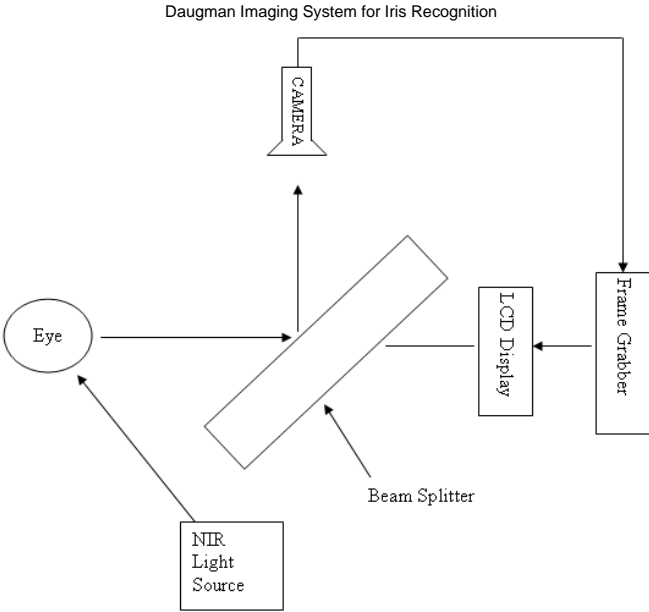 Daugman Imaging System for Iris Recognition
CAMERA
Eye
LCD Display
Frame Grabber
Beam Splitter
NIR
Light
Source